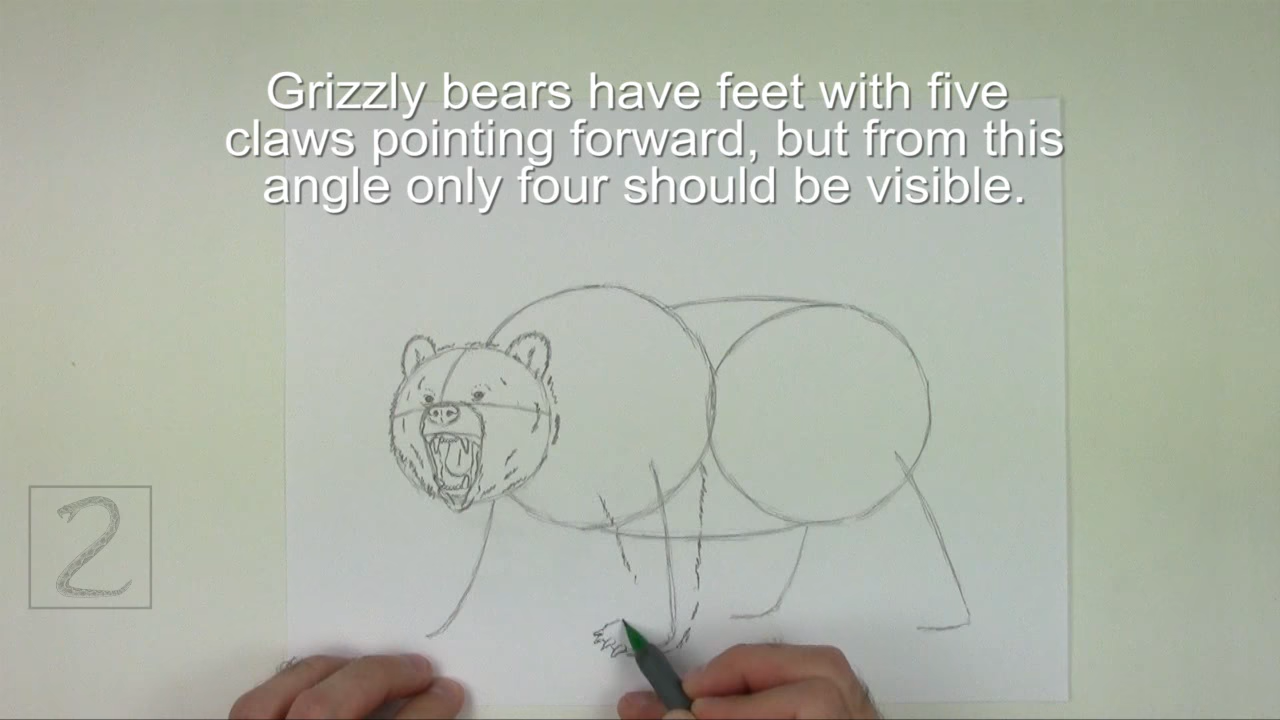 Grizzly bears have feet with five
claws pointing forward, but from this
angle only four should be visible.
2